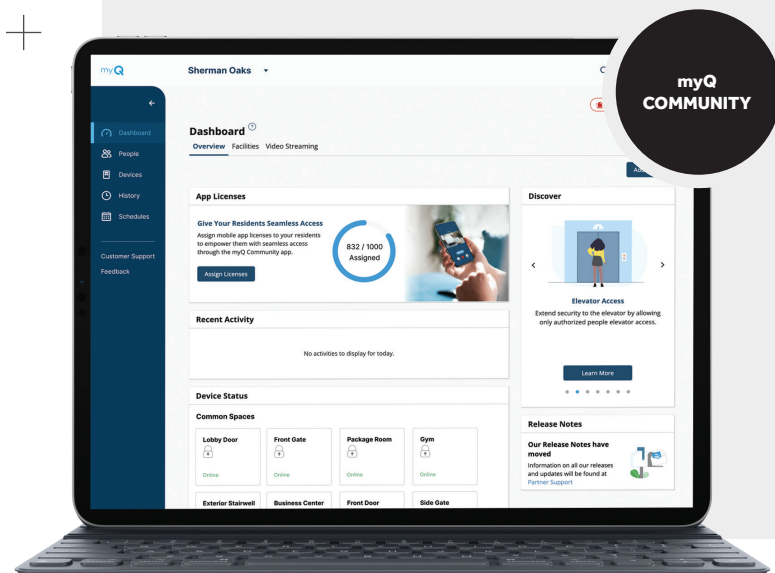 myQ
Sherman Oaks
myQ
COMMUNITY
Dashboard
People
Devices
History
Schedules
Customer Support
Feedback
Dashboard
Overview Facilities Video Streaming
App Licenses
Give Your Residents Seamless Access
Assign mobile app licenses to your residents
to empower them with seamless access
through the myQ Community app.
Assign Licenses
832 / 1000
Assigned
Recent Activity
No activities to display for today.
Device Status
Common Spaces
Lobby Door
Online
Front Gate
Online
Package Room
Online
Gym
Online
Exterior Stairwell
Business Center
Front Door
Side Gate
Discover
Elevator Access
Extend security to the elevator by allowing
only authorized people elevator access.
Learn More
Release Notes
Our Release Notes have
moved
Information on all our releases
and updates will be found at
Partner Support